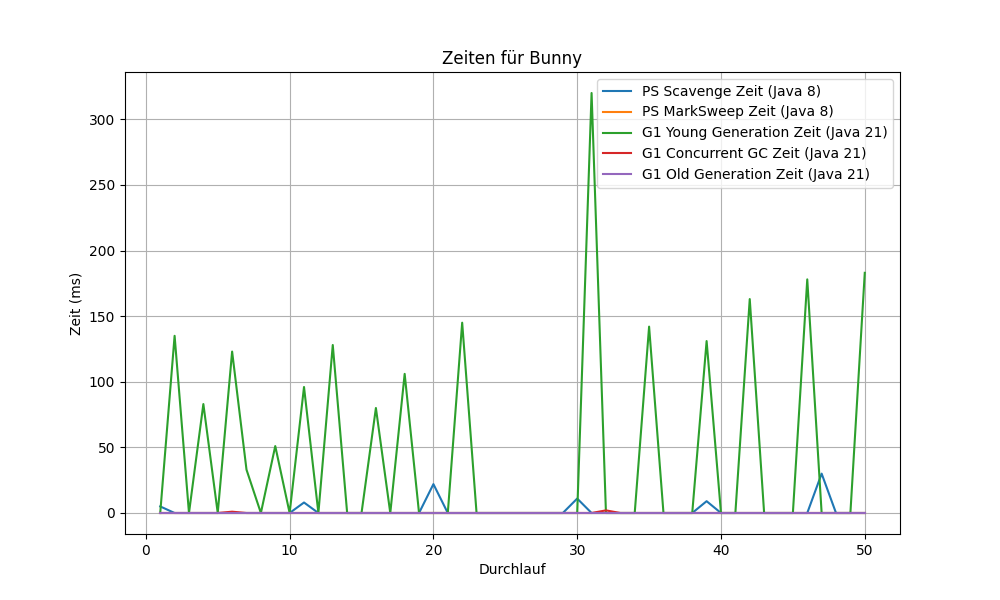 Zeiten für Bunny
PS Scavenge Zeit (Java 8)
PS MarkSweep Zeit (Java 8)
G1 Young Generation Zeit (Java 21)
G1 Concurrent GC Zeit (Java 21)
G1 Old Generation Zeit (Java 21)
Zeit (ms)
300
250
200
150
100
50
0
0 10 20 30 40 50
Durchlauf